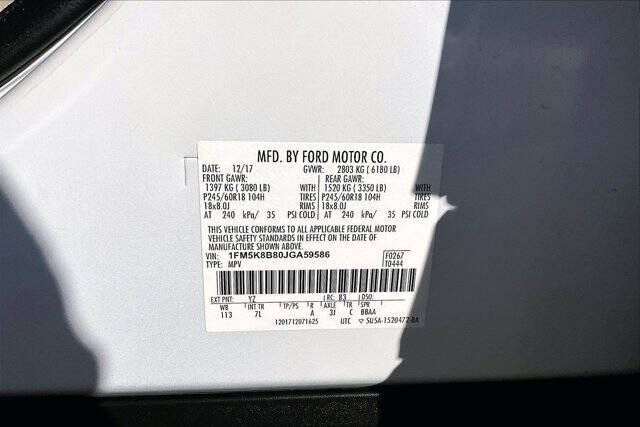 MFD. BY FORD MOTOR CO.
DATE: 12/17 GVWR: 2803 KG ( 6180 LB)
FRONT GAWR: REAR GAWR:
1397 KG ( 3080 LB) WITH 1520 KG ( 3350 LB) WITH
P245/60R18 104H TIRES P245/60R18 104H TIRES
18x8.0J RIMS 18x8.0J RIMS
AT 240 kPa/ 35 PSI COLD AT 240 kPa/ 35 PSI COLD
THIS VEHICLE CONFORMS TO ALL APPLICABLE FEDERAL MOTOR
VEHICLE SAFETY STANDARDS IN EFFECT ON THE DATE OF
MANUFACTURE SHOWN ABOVE.
VIN: 1FM5K8B80JGA59586 F0267
TYPE: MPV T0444
EXT PNT: YZ RC: 83 DSO:
WB INT TR TP/PS R AXLE TR SPR
113 7L A 3J C BBAA
1201712071625 UTC ▽ 5U5A-1520472-BA